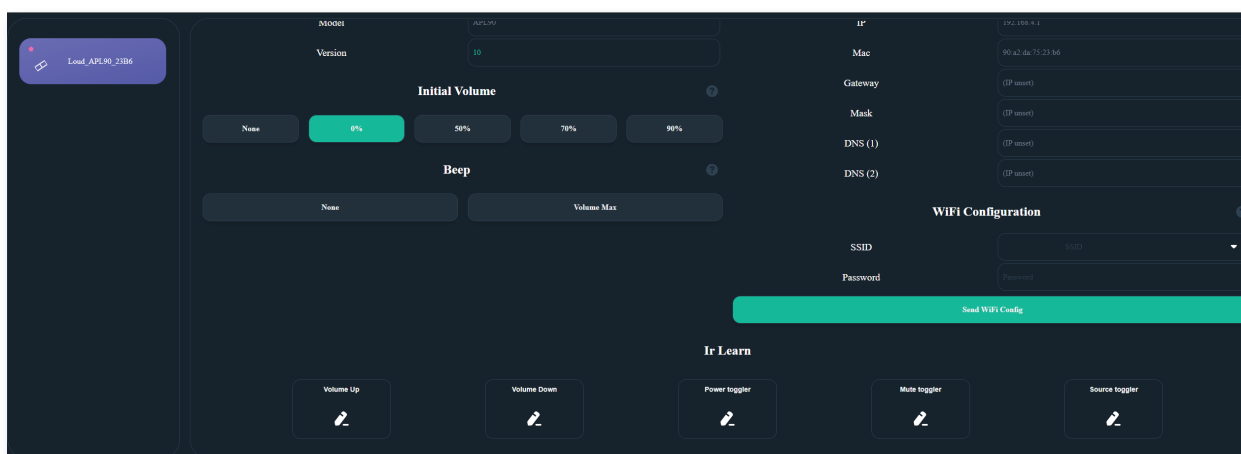 Loud_APL90_23B6
Model APL90
Version 10
Initial Volume
None 0% 50% 70% 90%
Beep
None Volume Max
IP 192.168.4.1
Mac 90:a2:da:75:23:b6
Gateway (IP unset)
Mask (IP unset)
DNS (1) (IP unset)
DNS (2) (IP unset)
WiFi Configuration
SSID SSID
Password Password
Send WiFi Config
Ir Learn
Volume Up Volume Down Power toggler Mute toggler Source toggler